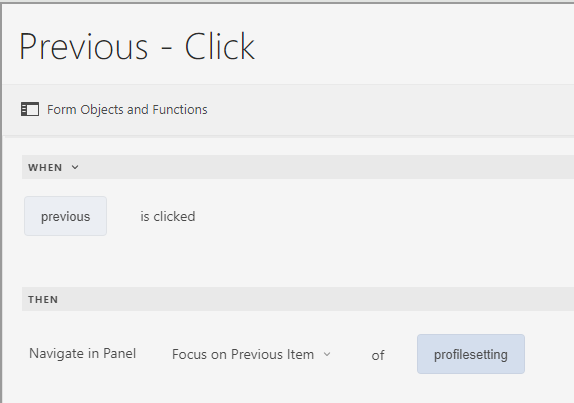 Previous - Click
Form Objects and Functions
WHEN
previous is clicked
THEN
Navigate in Panel Focus on Previous Item of profilesetting